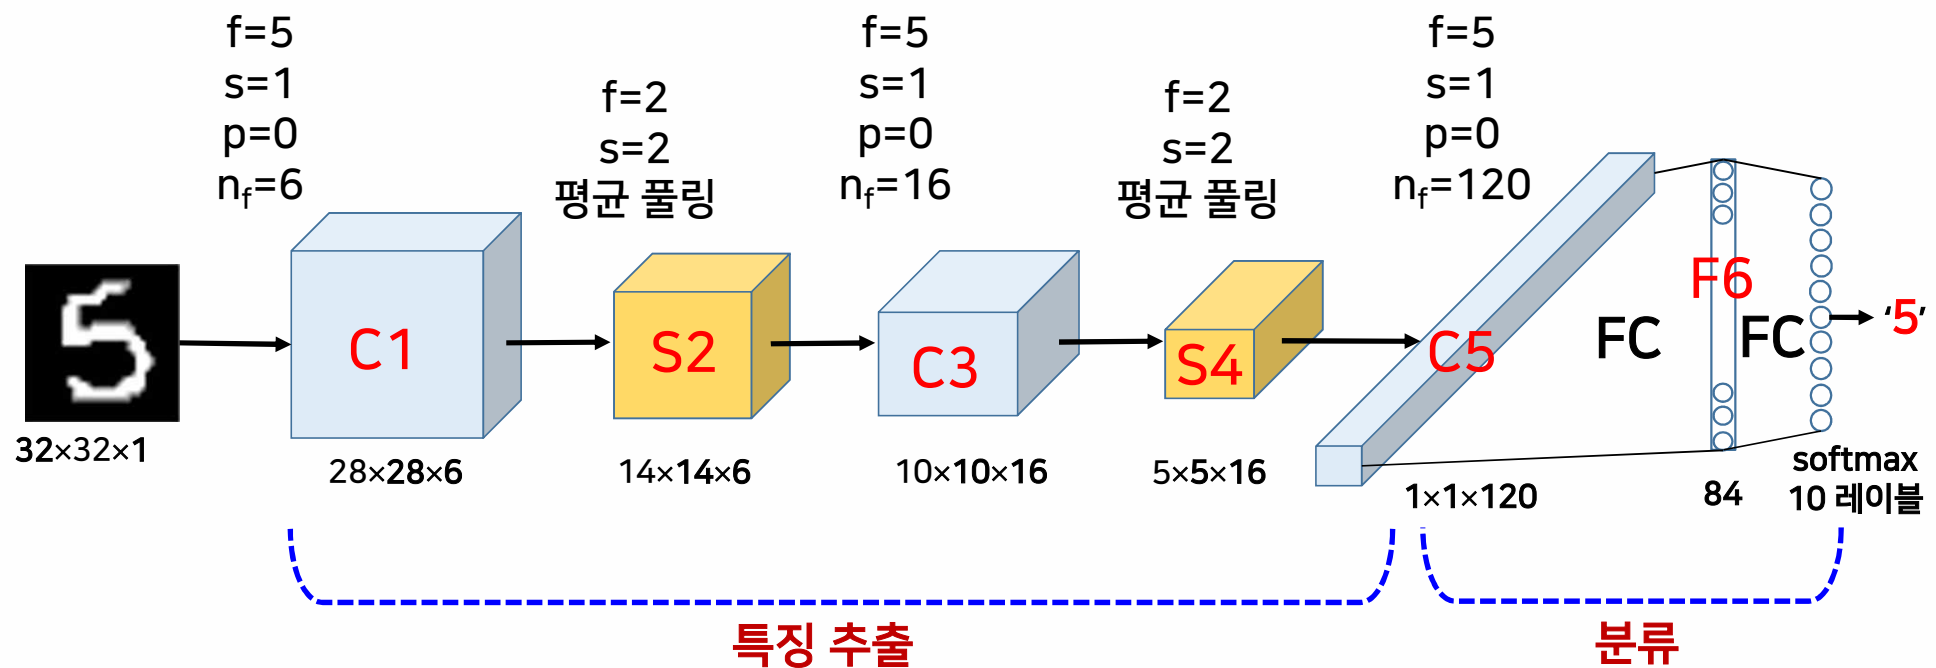 f=5
s=1
p=0
n_f=6
f=2
s=2
평균 풀링
f=5
s=1
p=0
n_f=16
f=2
s=2
평균 풀링
f=5
s=1
p=0
n_f=120
5
C1
S2
C3
S4
C5
FC
F6
FC
‘5’
32×32×1
28×28×6
14×14×6
10×10×16
5×5×16
1×1×120
84
softmax
10 레이블
특징 추출
분류